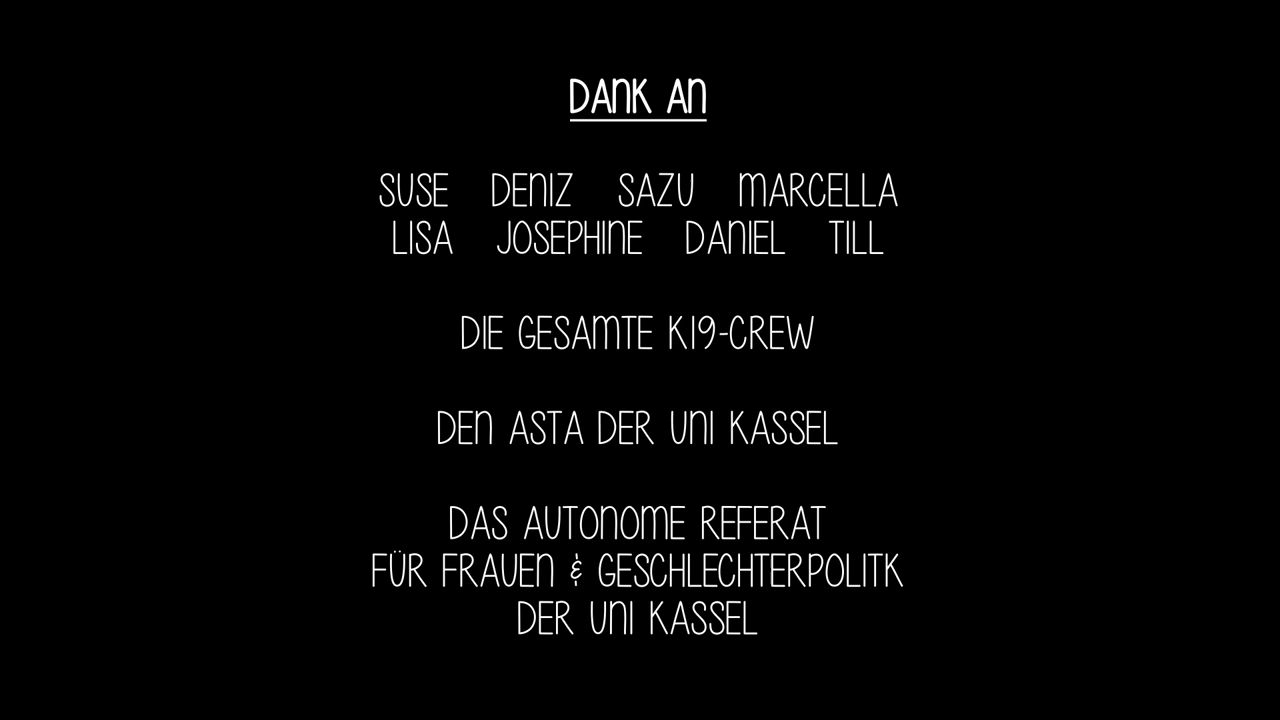 DANK AN
SUSE DENIZ SAZU MARCELLA
LISA JOSEPHINE DANIEL TILL
DIE GESAMTE K19-CREW
DEN ASTA DER UNI KASSEL
DAS AUTONOME REFERAT
FÜR FRAUEN & GESCHLECHTERPOLITK
DER UNI KASSEL